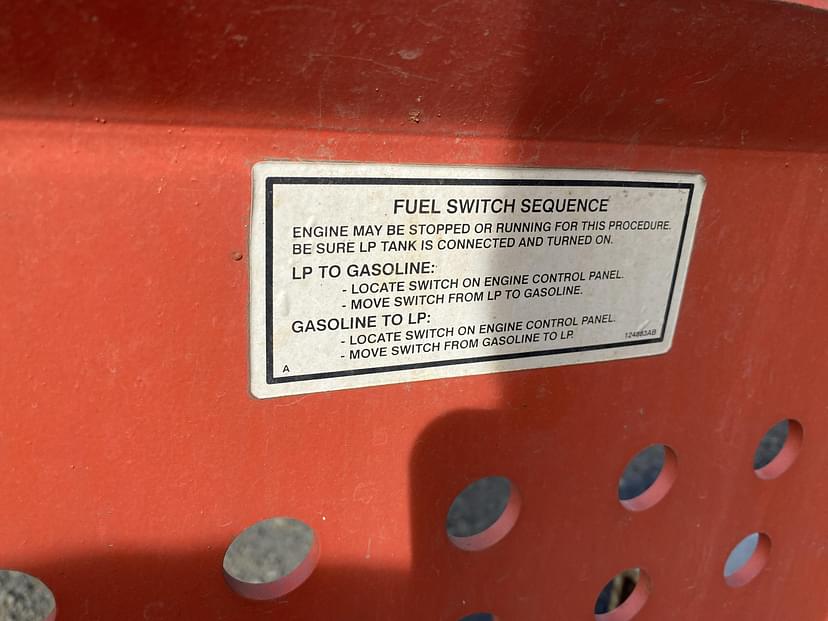 FUEL SWITCH SEQUENCE
ENGINE MAY BE STOPPED OR RUNNING FOR THIS PROCEDURE.
BE SURE LP TANK IS CONNECTED AND TURNED ON.
LP TO GASOLINE:
- LOCATE SWITCH ON ENGINE CONTROL PANEL.
- MOVE SWITCH FROM LP TO GASOLINE.
GASOLINE TO LP:
- LOCATE SWITCH ON ENGINE CONTROL PANEL.
- MOVE SWITCH FROM GASOLINE TO LP.
A